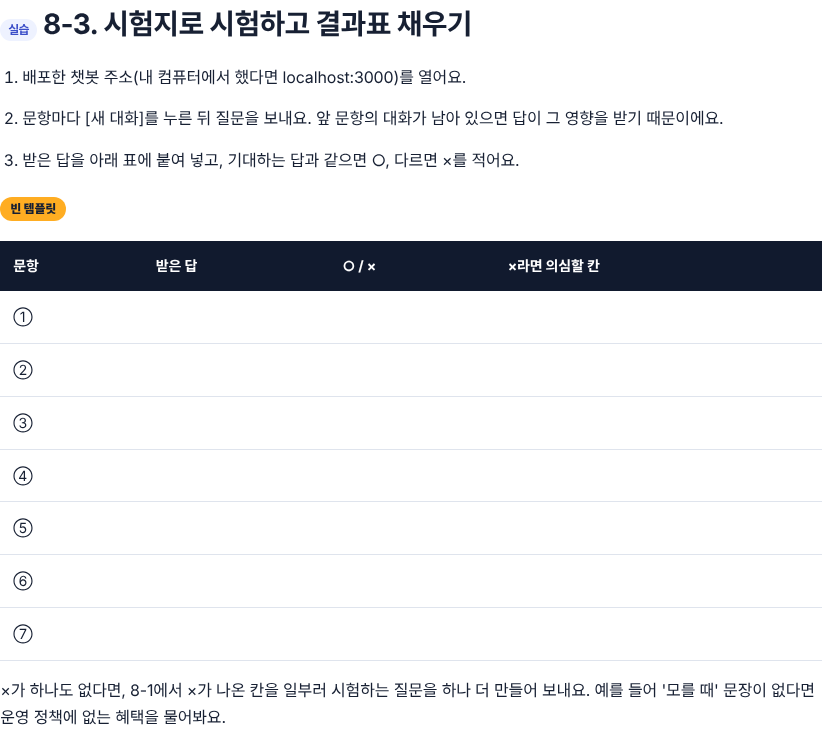 실습 8-3. 시험지로 시험하고 결과표 채우기
1. 배포한 챗봇 주소(내 컴퓨터에서 했다면 localhost:3000)를 열어요.
2. 문항마다 [새 대화]를 누른 뒤 질문을 보내요. 앞 문항의 대화가 남아 있으면 답이 그 영향을 받기 때문이에요.
3. 받은 답을 아래 표에 붙여 넣고, 기대하는 답과 같으면 ○, 다르면 ×를 적어요.
빈 템플릿
문항 받은 답 ○ / × ×라면 의심할 칸
①
②
③
④
⑤
⑥
⑦
×가 하나도 없다면, 8-1에서 ×가 나온 칸을 일부러 시험하는 질문을 하나 더 만들어 보내요. 예를 들어 '모를 때' 문장이 없다면
운영 정책에 없는 혜택을 물어봐요.